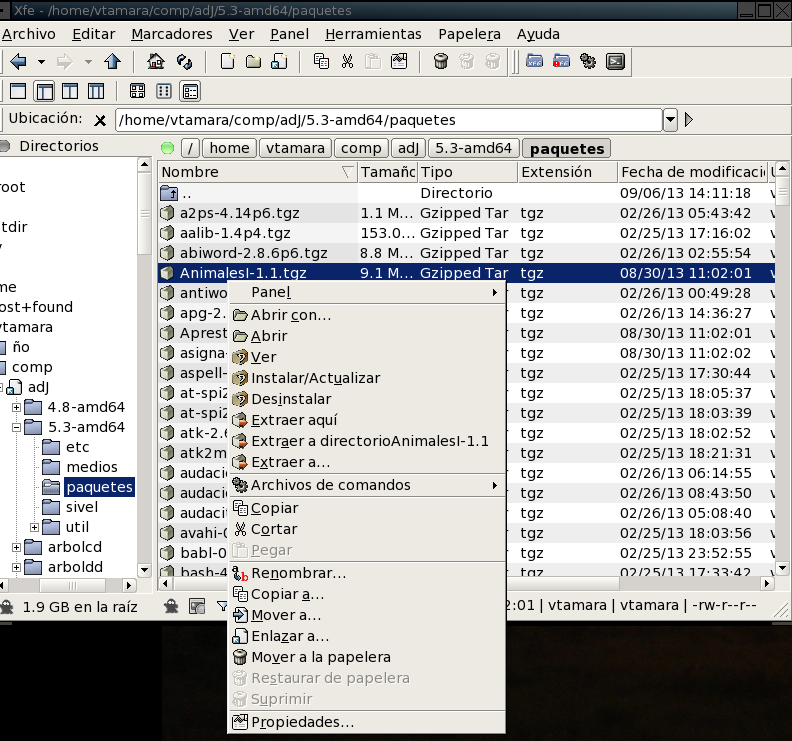 Xfe - /home/vtamara/comp/adJ/5.3-amd64/paquetes
Archivo Editar Marcadores Ver Panel Herramientas Papelera Ayuda
Ubicación: /home/vtamara/comp/adJ/5.3-amd64/paquetes
Directorios
/ home vtamara comp adJ 5.3-amd64 paquetes
Nombre Tamañc Tipo Extensión Fecha de modificaci
.. Directorio 09/06/13 14:11:18
a2ps-4.14p6.tgz 1.1 M... Gzipped Tar tgz 02/26/13 05:43:42
aalib-1.4p4.tgz 153.0... Gzipped Tar tgz 02/25/13 17:16:02
abiword-2.8.6p6.tgz 8.8 M... Gzipped Tar tgz 02/26/13 02:55:54
AnimalesI-1.1.tgz 9.1 M... Gzipped Tar tgz 08/30/13 11:02:01
antiwo tgz 02/26/13 00:49:28
apg-2. tgz 02/26/13 14:36:27
Aprest tgz 08/30/13 11:02:01
asigna tgz 08/30/13 11:02:02
aspell- tgz 02/25/13 17:30:44
at-spi2 tgz 02/25/13 18:05:37
at-spi2 tgz 02/25/13 18:03:39
atk-2.6 tgz 02/25/13 18:02:52
atk2m tgz 02/25/13 18:21:31
audaci tgz 02/26/13 06:14:55
audaci tgz 02/26/13 08:43:50
audaci tgz 02/26/13 05:08:40
avahi-0 tgz 02/25/13 18:03:56
babl-0 tgz 02/25/13 23:52:55
bash-4 tgz 02/25/13 17:33:42
root
tdir
me
ost+found
vtamara
ño
comp
adJ
4.8-amd64
5.3-amd64
etc
medios
paquetes
sivel
util
arbolcd
arboldd
1.9 GB en la raíz
2:01 | vtamara | vtamara | -rw-r--r--
Panel
Abrir con...
Abrir
Ver
Instalar/Actualizar
Desinstalar
Extraer aquí
Extraer a directorioAnimalesI-1.1
Extraer a...
Archivos de comandos
Copiar
Cortar
Pegar
Renombrar...
Copiar a...
Mover a...
Enlazar a...
Mover a la papelera
Restaurar de papelera
Suprimir
Propiedades...